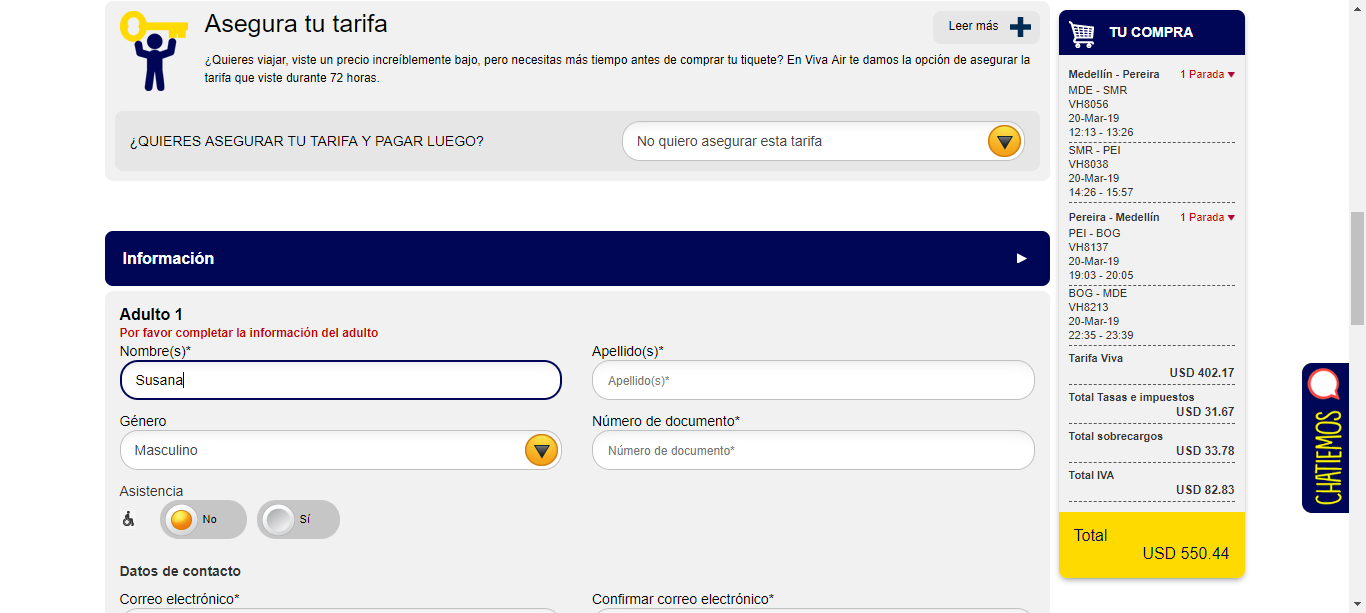 Asegura tu tarifa
Leer más
¿Quieres viajar, viste un precio increíblemente bajo, pero necesitas más tiempo antes de comprar tu tiquete? En Viva Air te damos la opción de asegurar la
tarifa que viste durante 72 horas.
¿QUIERES ASEGURAR TU TARIFA Y PAGAR LUEGO?
No quiero asegurar esta tarifa
Información
Adulto 1
Por favor completar la información del adulto
Nombre(s)*
Apellido(s)*
Susana
Apellido(s)*
Género
Número de documento*
Masculino
Número de documento*
Asistencia
No
Sí
Datos de contacto
Correo electrónico*
Confirmar correo electrónico*
TU COMPRA
Medellín - Pereira
1 Parada
MDE - SMR
VH8056
20-Mar-19
12:13 - 13:26
SMR - PEI
VH8038
20-Mar-19
14:26 - 15:57
Pereira - Medellín
1 Parada
PEI - BOG
VH8137
20-Mar-19
19:03 - 20:05
BOG - MDE
VH8213
20-Mar-19
22:35 - 23:39
Tarifa Viva
USD 402.17
Total Tasas e impuestos
USD 31.67
Total sobrecargos
USD 33.78
Total IVA
USD 82.83
Total
USD 550.44
CHATIEMOS